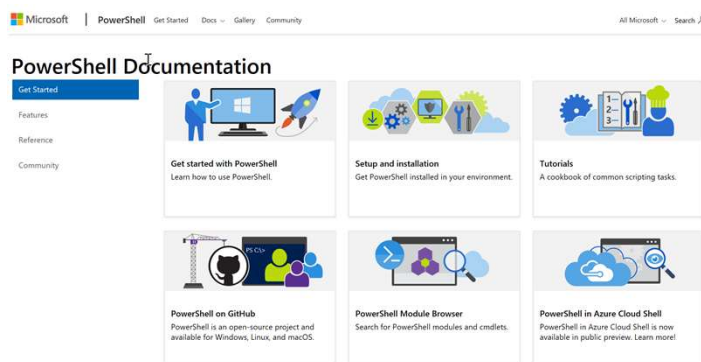 Microsoft PowerShell Get Started Docs Gallery Community All Microsoft Search
PowerShell Documentation
Get Started
Features
Reference
Community
Get started with PowerShell
Learn how to use PowerShell.
Setup and installation
Get PowerShell installed in your environment.
1-
2-
3-
Tutorials
A cookbook of common scripting tasks.
PS C:\>
PowerShell on GitHub
PowerShell is an open-source project and
available for Windows, Linux, and macOS.
PowerShell Module Browser
Search for PowerShell modules and cmdlets.
PowerShell in Azure Cloud Shell
PowerShell in Azure Cloud Shell is now
available in public preview. Learn more!